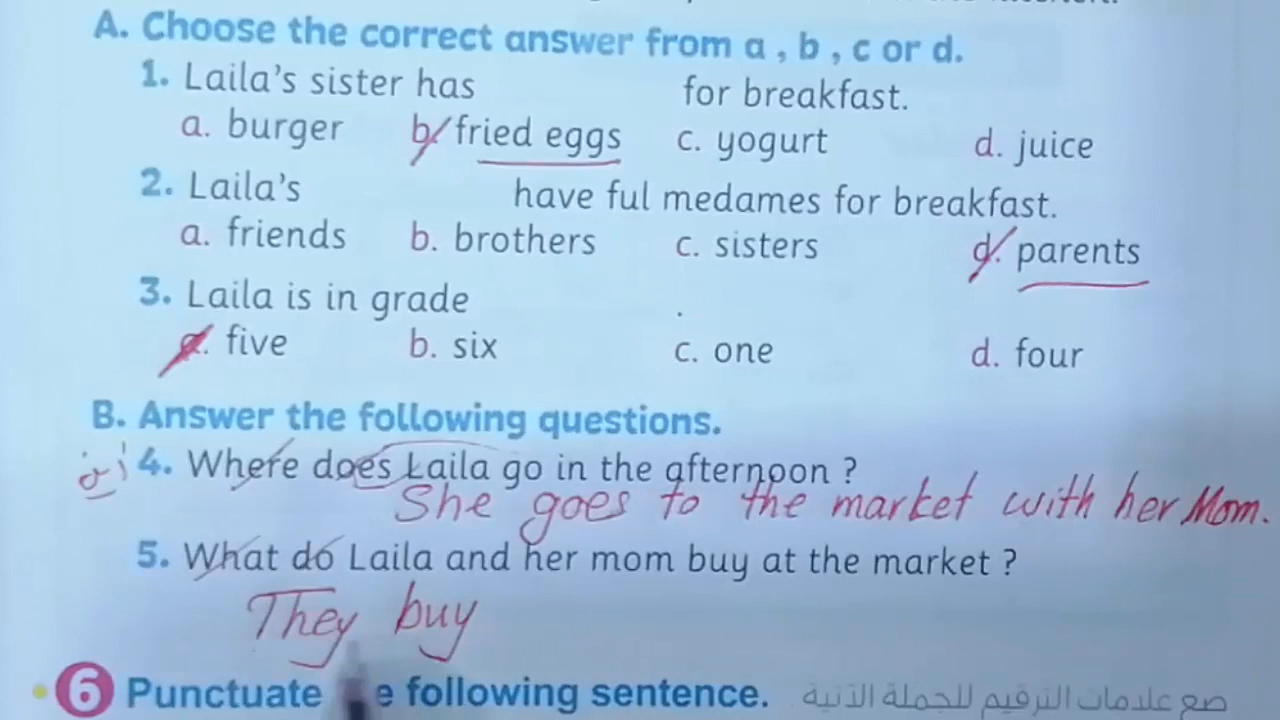 A. Choose the correct answer from a , b , c or d.
1. Laila's sister has for breakfast.
a. burger b. fried eggs c. yogurt d. juice
2. Laila's have ful medames for breakfast.
a. friends b. brothers c. sisters d. parents
3. Laila is in grade .
a. five b. six c. one d. four
B. Answer the following questions.
4. Where does Laila go in the afternoon ?
She goes to the market with her Mom.
5. What do Laila and her mom buy at the market ?
They buy
6 Punctuate e following sentence. ضع علامات الترقيم للجملة الآتية